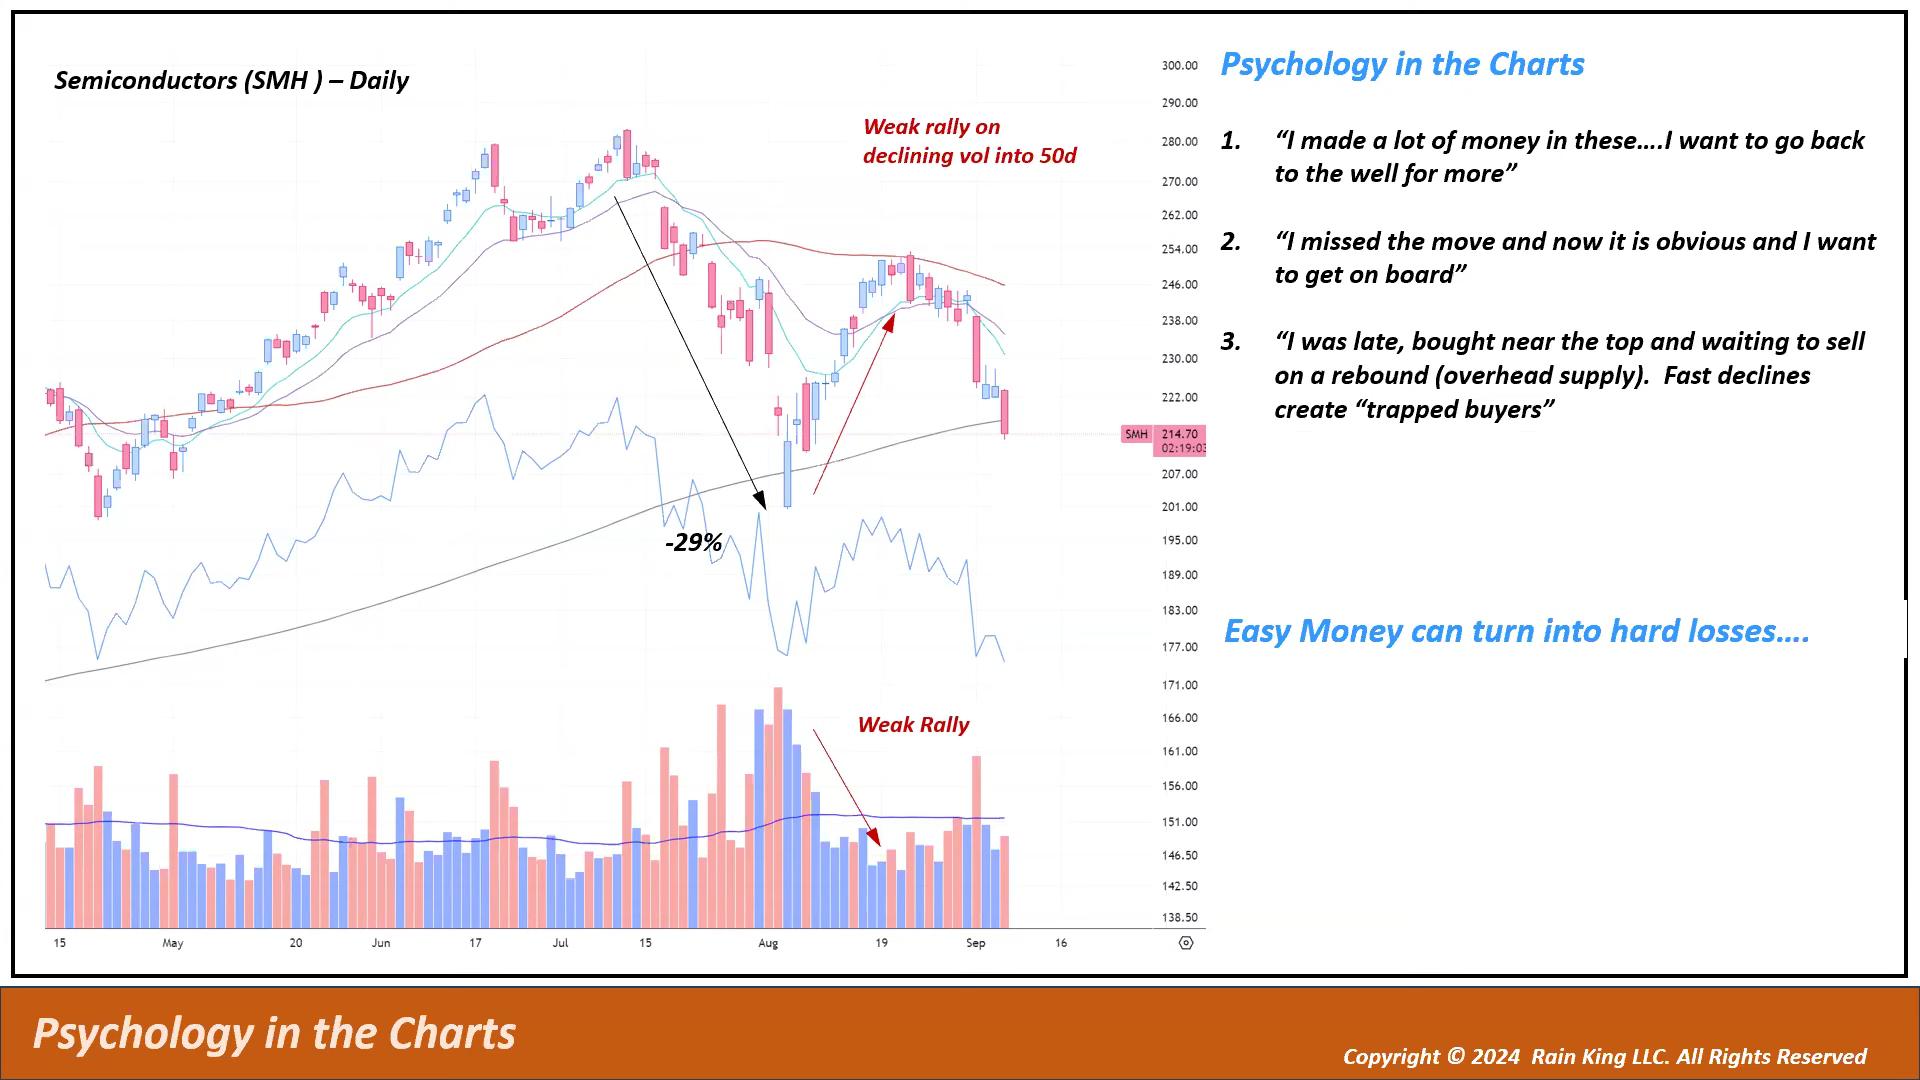 Semiconductors (SMH ) – Daily
Weak rally on
declining vol into 50d
-29%
Weak Rally
300.00
290.00
280.00
270.00
262.00
254.00
246.00
238.00
230.00
222.00
SMH 214.70
02:19:03
207.00
201.00
195.00
189.00
183.00
177.00
171.00
166.00
161.00
156.00
151.00
146.50
142.50
138.50
15 May 20 Jun 17 Jul 15 Aug 19 Sep 16
Psychology in the Charts
1. “I made a lot of money in these....I want to go back
to the well for more”
2. “I missed the move and now it is obvious and I want
to get on board”
3. “I was late, bought near the top and waiting to sell
on a rebound (overhead supply). Fast declines
create “trapped buyers”
Easy Money can turn into hard losses....
Psychology in the Charts
Copyright © 2024 Rain King LLC. All Rights Reserved